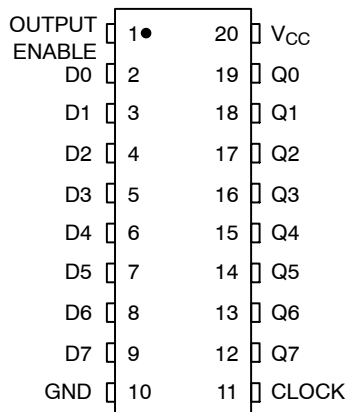 OUTPUT ENABLE 1 20 VCC
D0 2 19 Q0
D1 3 18 Q1
D2 4 17 Q2
D3 5 16 Q3
D4 6 15 Q4
D5 7 14 Q5
D6 8 13 Q6
D7 9 12 Q7
GND 10 11 CLOCK